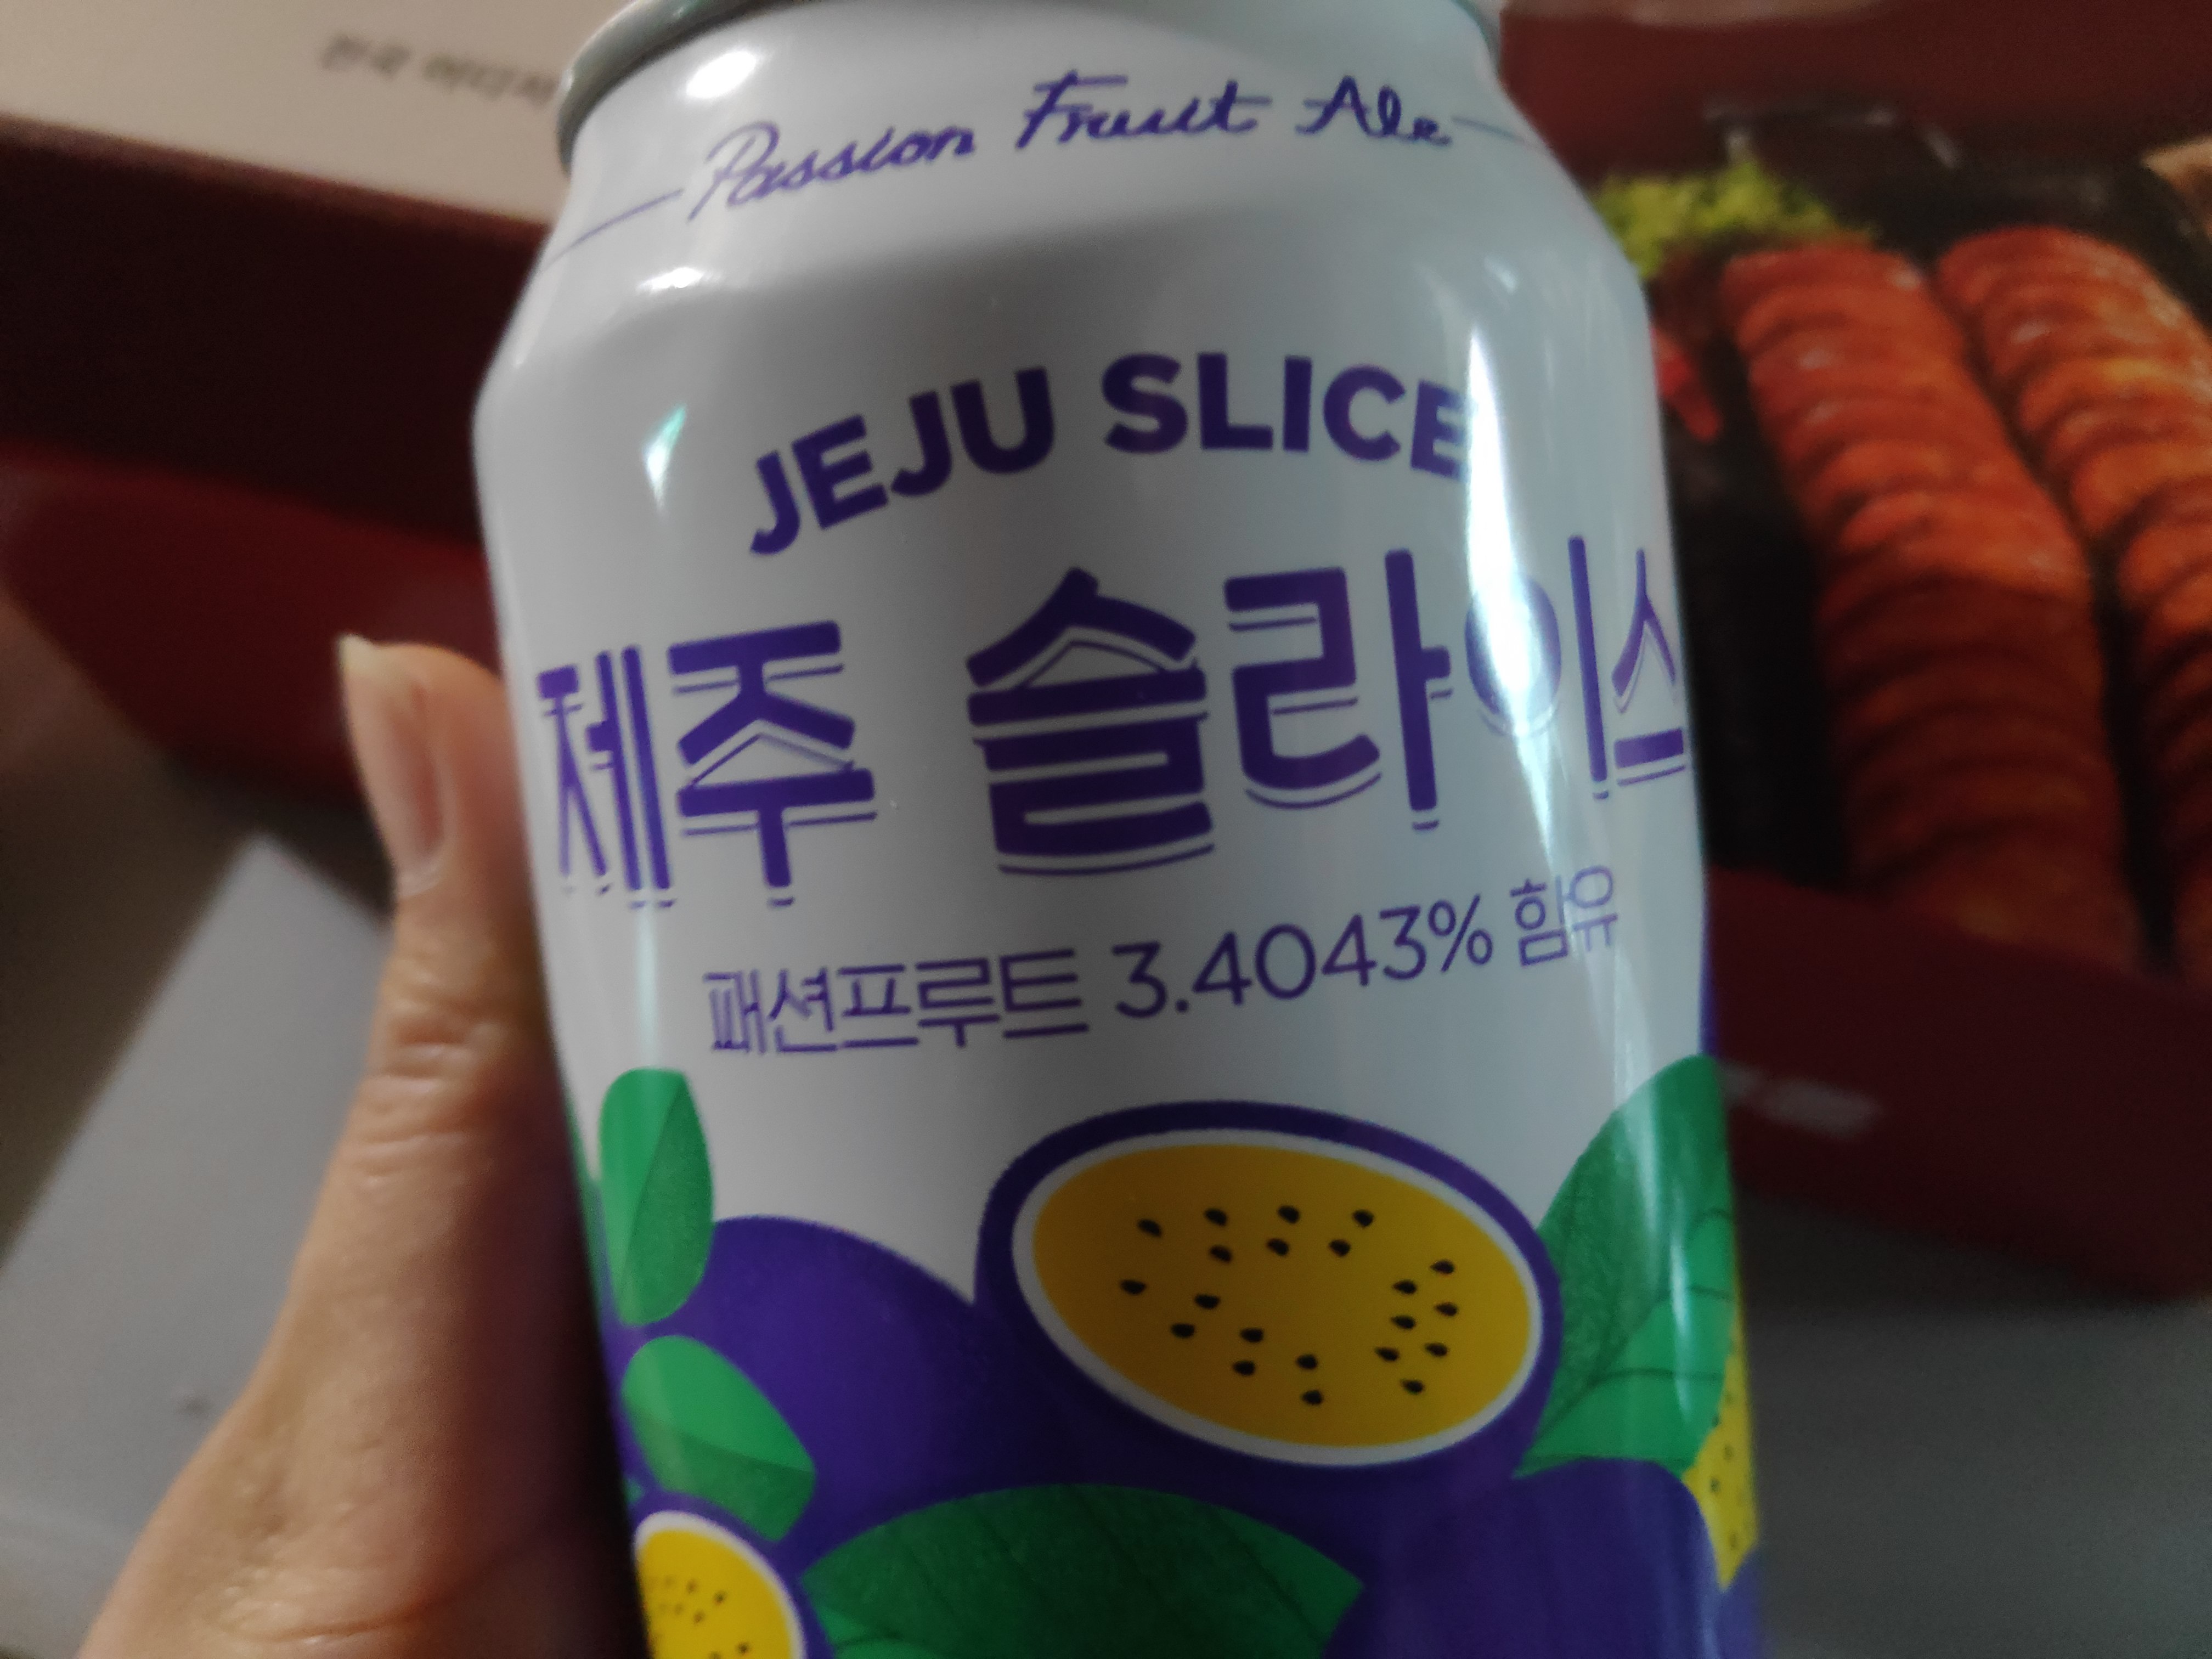 Passion Fruit Ale
JEJU SLICE
제주 슬라이스
패션프루트 3.4043% 함유